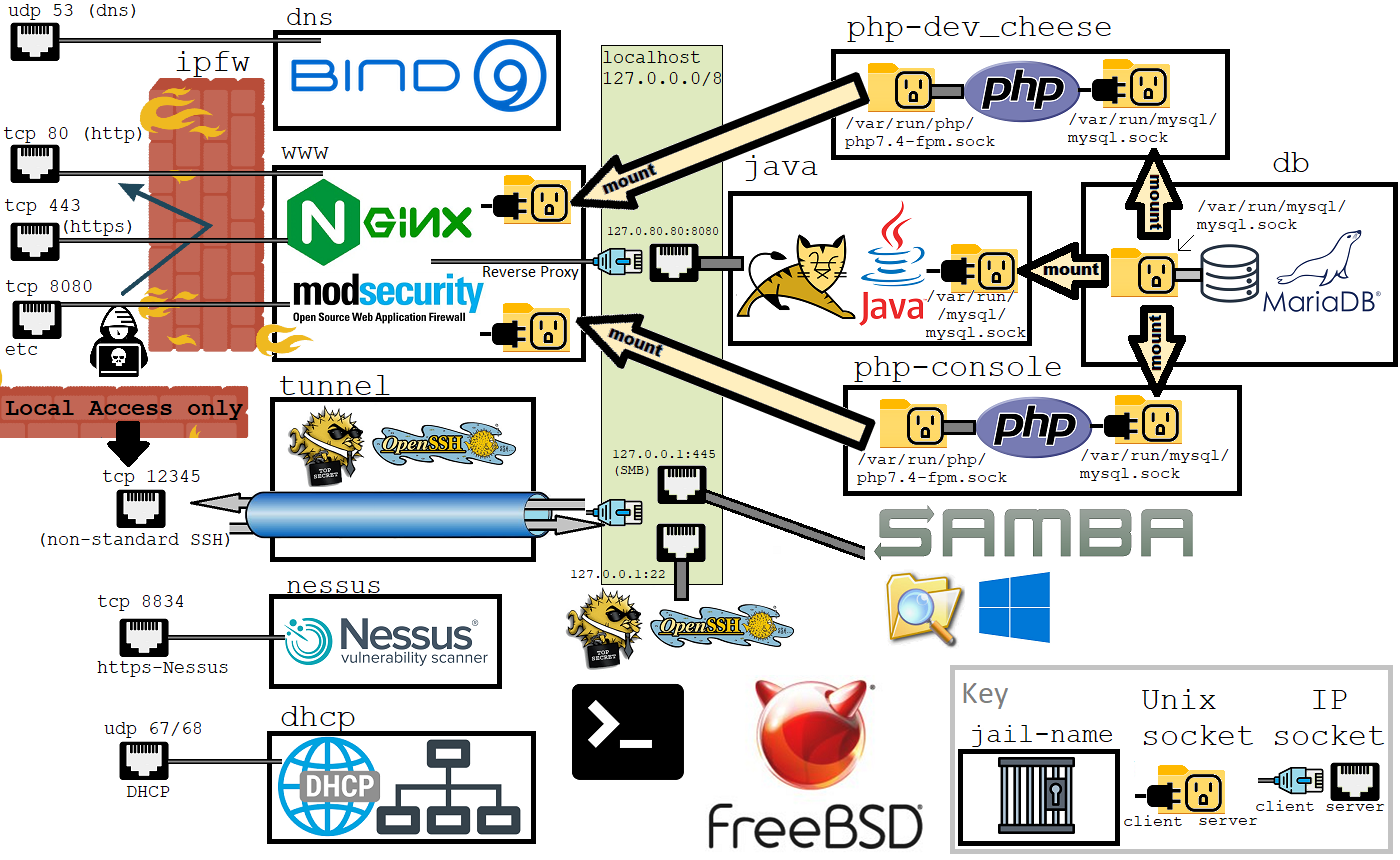 udp 53 (dns)
dns
BIND 9
ipfw
tcp 80 (http)
tcp 443
(https)
tcp 8080
etc
www
NGiNX
Reverse Proxy
modsecurity
Open Source Web Application Firewall
localhost
127.0.0.0/8
php-dev_cheese
php
/var/run/php/
php7.4-fpm.sock
/var/run/mysql/
mysql.sock
mount
java
127.0.80.80:8080
Java
/var/run/
/mysql/
mysql.sock
mount
mount
db
/var/run/mysql/
mysql.sock
MariaDB®
mount
mount
php-console
php
/var/run/php/
php7.4-fpm.sock
/var/run/mysql/
mysql.sock
Local Access only
tcp 12345
(non-standard SSH)
tunnel
TOP
SECRET
OpenSSH
127.0.0.1:445
(SMB)
127.0.0.1:22
SAMBA
TOP
SECRET
OpenSSH
tcp 8834
https-Nessus
nessus
Nessus®
vulnerability scanner
udp 67/68
DHCP
dhcp
DHCP
>_
FreeBSD®
Key
jail-name
Unix
socket
client server
IP
socket
client server